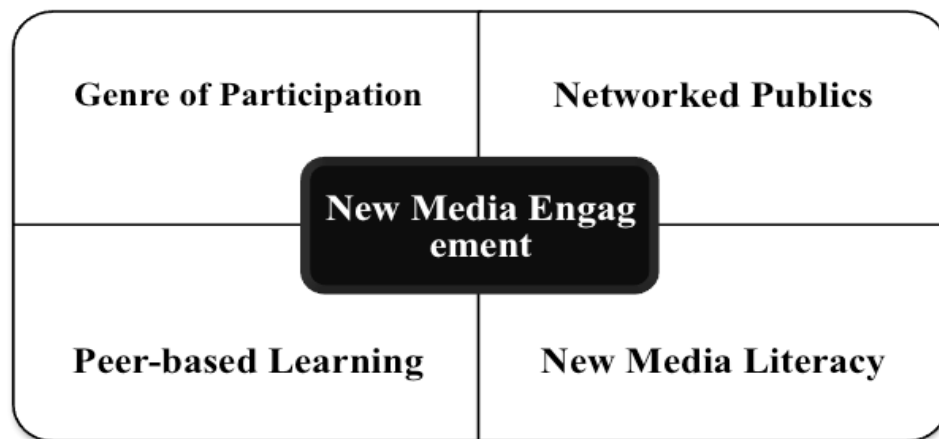 Genre of Participation
Networked Publics
New Media Engag
ement
Peer-based Learning
New Media Literacy